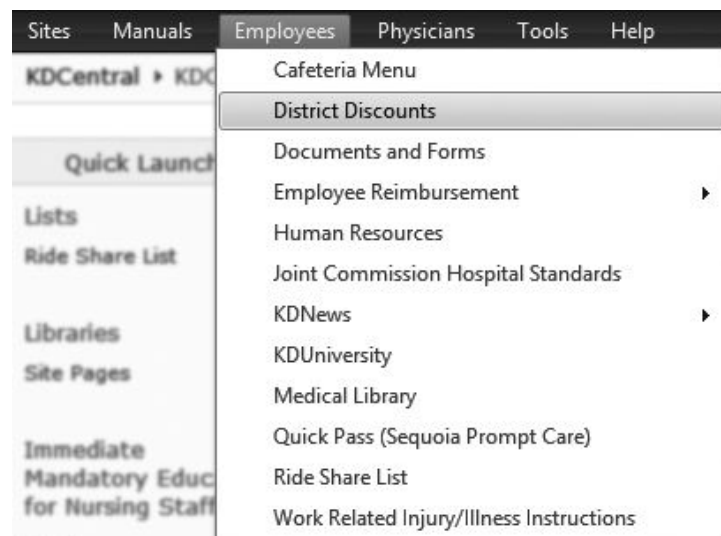 Sites Manuals Employees Physicians Tools Help
KDCentral ▸ KDC
Cafeteria Menu
District Discounts
Documents and Forms
Employee Reimbursement
Human Resources
Joint Commission Hospital Standards
KDNews
KDUniversity
Medical Library
Quick Pass (Sequoia Prompt Care)
Ride Share List
Work Related Injury/Illness Instructions
Quick Launch
Lists
Ride Share List
Libraries
Site Pages
Immediate
Mandatory Educ
for Nursing Staff